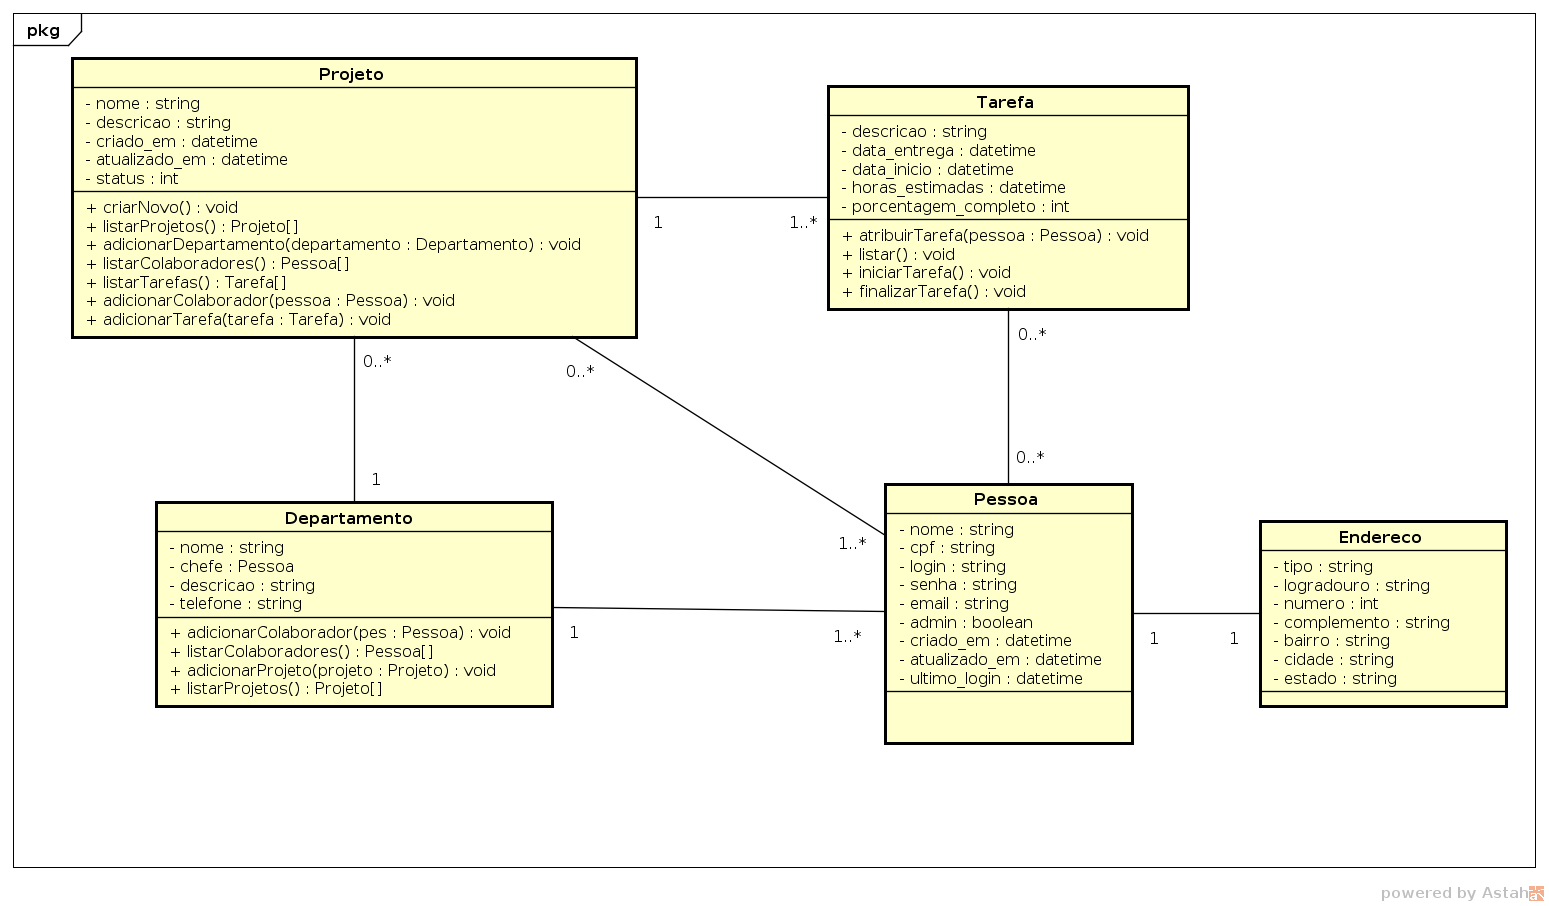 pkg
Projeto
- nome : string
- descricao : string
- criado_em : datetime
- atualizado_em : datetime
- status : int
+ criarNovo() : void
+ listarProjetos() : Projeto[]
+ adicionarDepartamento(departamento : Departamento) : void
+ listarColaboradores() : Pessoa[]
+ listarTarefas() : Tarefa[]
+ adicionarColaborador(pessoa : Pessoa) : void
+ adicionarTarefa(tarefa : Tarefa) : void
1
1..*
Tarefa
- descricao : string
- data_entrega : datetime
- data_inicio : datetime
- horas_estimadas : datetime
- porcentagem_completo : int
+ atribuirTarefa(pessoa : Pessoa) : void
+ listar() : void
+ iniciarTarefa() : void
+ finalizarTarefa() : void
0..*
0..*
0..*
1
1..*
0..*
Departamento
- nome : string
- chefe : Pessoa
- descricao : string
- telefone : string
+ adicionarColaborador(pes : Pessoa) : void
+ listarColaboradores() : Pessoa[]
+ adicionarProjeto(projeto : Projeto) : void
+ listarProjetos() : Projeto[]
1
1..*
Pessoa
- nome : string
- cpf : string
- login : string
- senha : string
- email : string
- admin : boolean
- criado_em : datetime
- atualizado_em : datetime
- ultimo_login : datetime
1
1
Endereco
- tipo : string
- logradouro : string
- numero : int
- complemento : string
- bairro : string
- cidade : string
- estado : string
powered by Astah